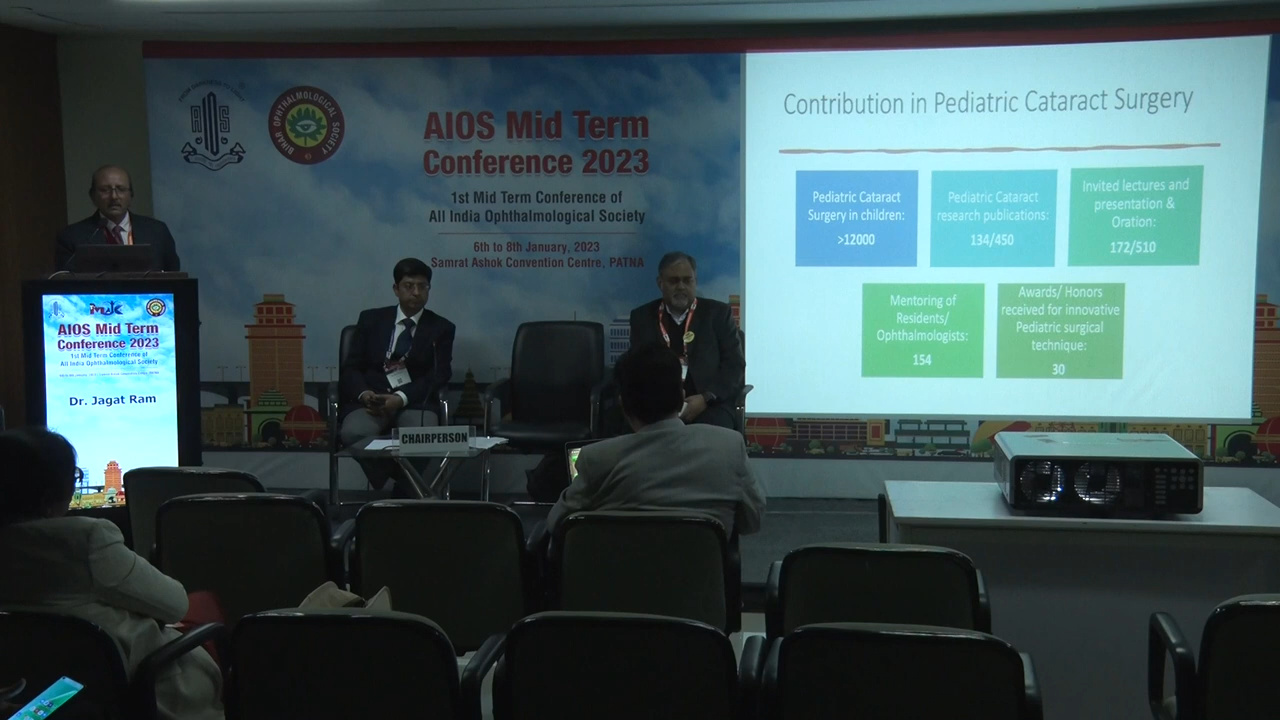 BIHAR OPHTHALMOLOGICAL SOCIETY
AIOS Mid Term
Conference 2023
1st Mid Term Conference of
All India Ophthalmological Society
6th to 8th January, 2023
Samrat Ashok Convention Centre, PATNA
Contribution in Pediatric Cataract Surgery
Pediatric Cataract
Surgery in children:
>12000
Pediatric Cataract
research publications:
134/450
Invited lectures and
presentation &
Oration:
172/510
Mentoring of
Residents/
Ophthalmologists:
154
Awards/ Honors
received for innovative
Pediatric surgical
technique:
30
AIOS Mid Term
Conference 2023
1st Mid Term Conference of
All India Ophthalmological Society
Dr. Jagat Ram
CHAIRPERSON